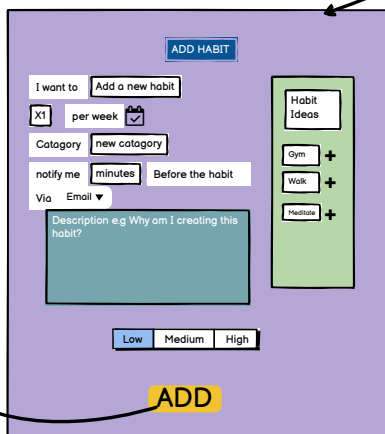 ADD HABIT
I want to Add a new habit
X1 per week
Catagory new catagory
notify me minutes Before the habit
Via Email ▼
Description e.g Why am I creating this
habit?
Low Medium High
ADD
Habit
Ideas
Gym +
Walk +
Meditate +